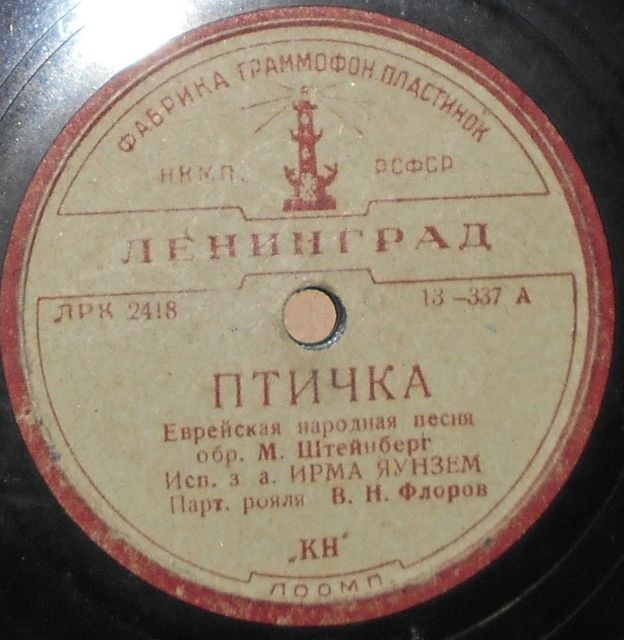 ФАБРИКА ГРАММОФОН. ПЛАСТИНОК
НКМП. РСФСР
ЛЕНИНГРАД
ЛРК 2418 13-337 А
ПТИЧКА
Еврейская народная песня
обр. М. Штейнберг
Исп. з а. ИРМА ЯУНЗЕМ
Парт. рояля В. Н. Флоров
„КН"
ЛООМП.